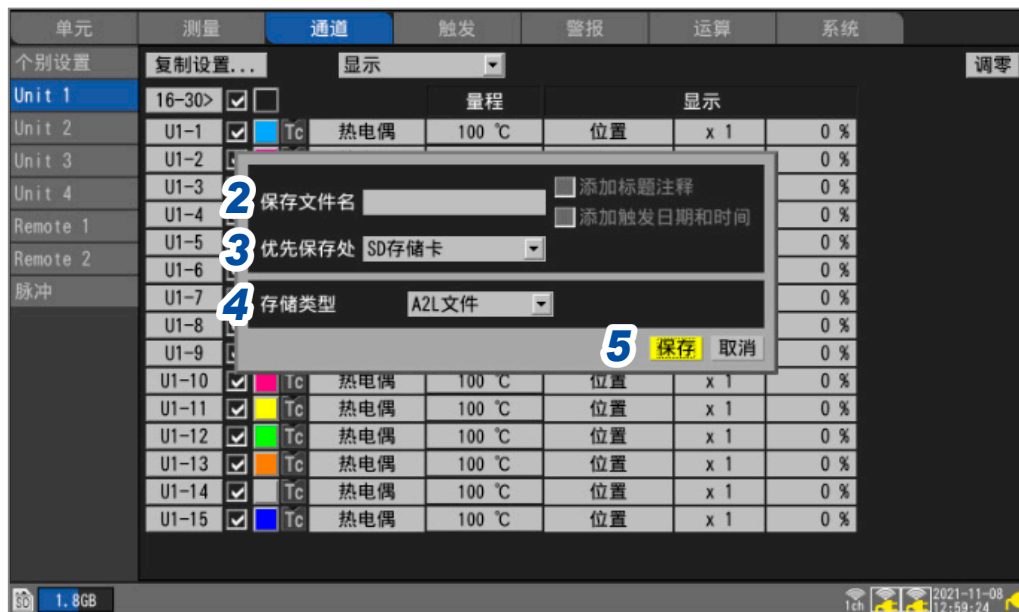 单元 测量 通道 触发 警报 运算 系统
个别设置 复制设置... 显示 调零
Unit 1 16-30> 量程 显示
Unit 2 U1-1 Tc 热电偶 100 ℃ 位置 x 1 0 %
Unit 3 U1-2 0 %
Unit 4 U1-3 0 %
2 保存文件名 添加标题注释
添加触发日期和时间
Remote 1 U1-4 0 %
3 优先保存处 SD存储卡
Remote 2 U1-5 0 %
U1-6 0 %
脉冲 U1-7 0 %
4 存储类型 A2L文件
U1-8 0 %
5 保存 取消
U1-9 0 %
U1-10 Tc 热电偶 100 ℃ 位置 x 1 0 %
U1-11 Tc 热电偶 100 ℃ 位置 x 1 0 %
U1-12 Tc 热电偶 100 ℃ 位置 x 1 0 %
U1-13 Tc 热电偶 100 ℃ 位置 x 1 0 %
U1-14 Tc 热电偶 100 ℃ 位置 x 1 0 %
U1-15 Tc 热电偶 100 ℃ 位置 x 1 0 %
SD 1.8GB 1ch 2021-11-08
12:59:24